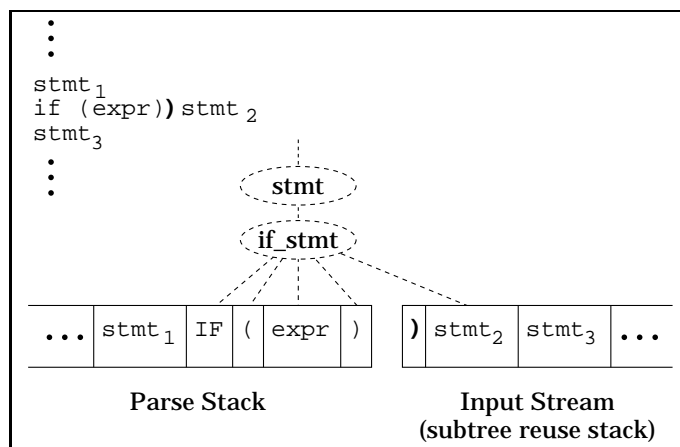 stmt1
if (expr)) stmt2
stmt3
stmt
if_stmt
... stmt1 IF ( expr ) ) stmt2 stmt3 ...
Parse Stack Input Stream
(subtree reuse stack)